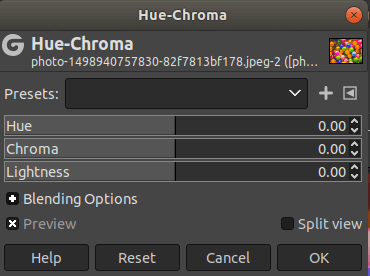 Hue-Chroma
Hue-Chroma
photo-1498940757830-82f7813bf178.jpeg-2 ([ph…
Presets:
Hue 0.00
Chroma 0.00
Lightness 0.00
Blending Options
Preview Split view
Help Reset Cancel OK